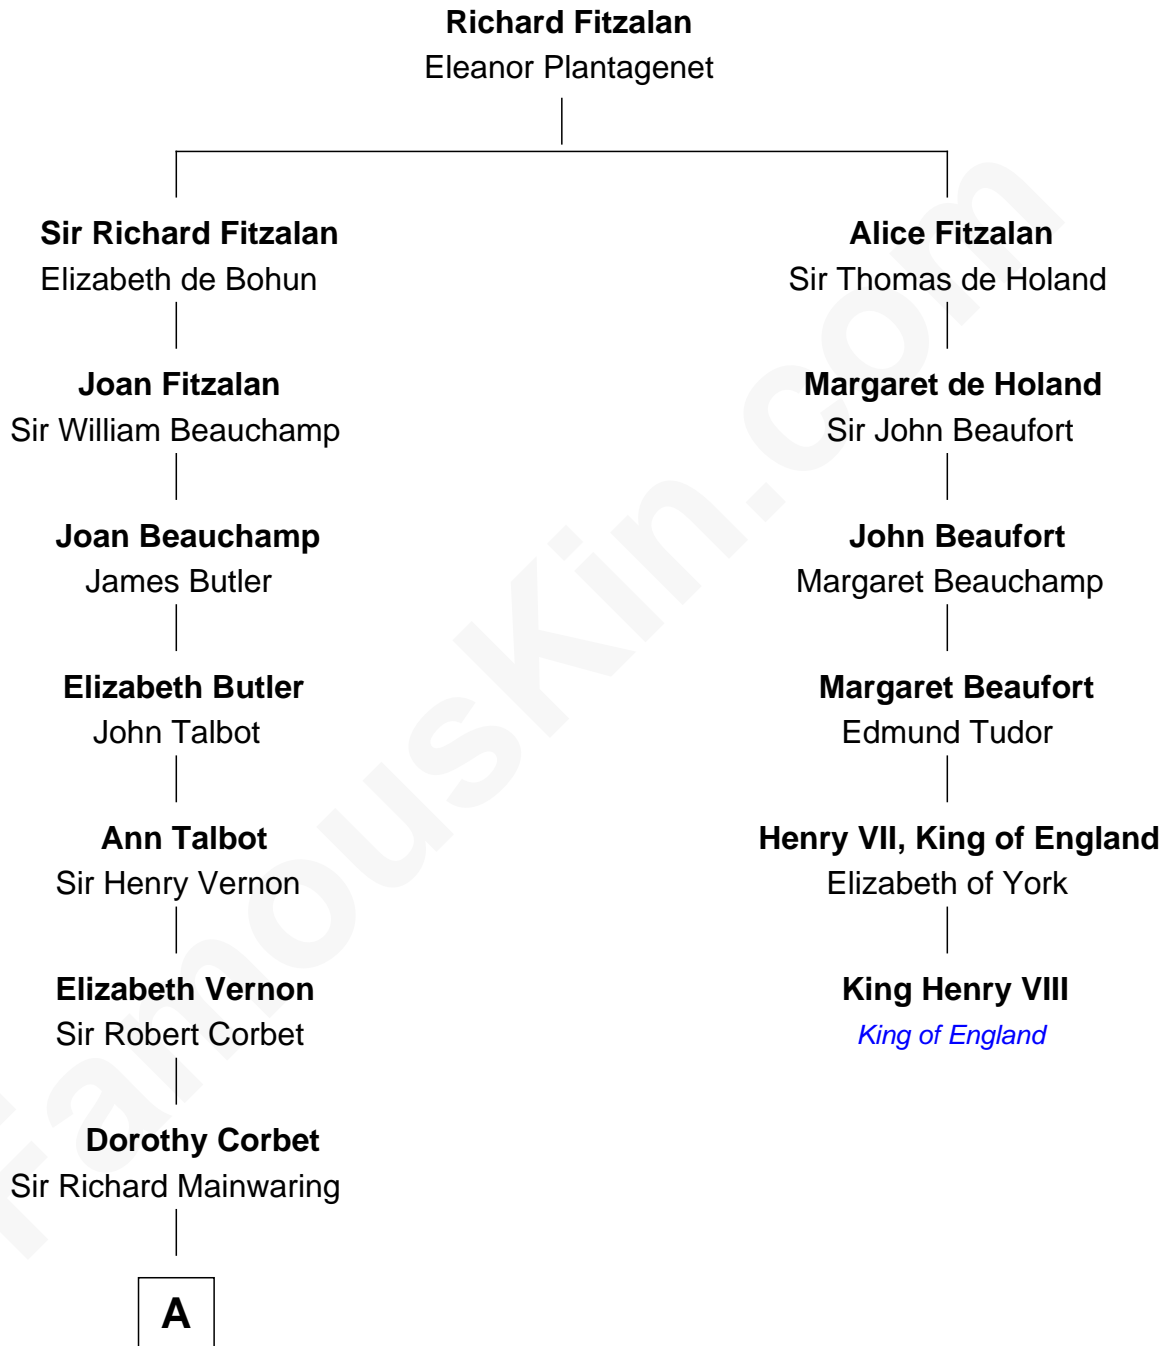 Richard Fitzalan
Eleanor Plantagenet
Sir Richard Fitzalan
Elizabeth de Bohun
Joan Fitzalan
Sir William Beauchamp
Joan Beauchamp
James Butler
Elizabeth Butler
John Talbot
Ann Talbot
Sir Henry Vernon
Elizabeth Vernon
Sir Robert Corbet
Dorothy Corbet
Sir Richard Mainwaring
A
Alice Fitzalan
Sir Thomas de Holand
Margaret de Holand
Sir John Beaufort
John Beaufort
Margaret Beauchamp
Margaret Beaufort
Edmund Tudor
Henry VII, King of England
Elizabeth of York
King Henry VIII
King of England
FamousKin.com